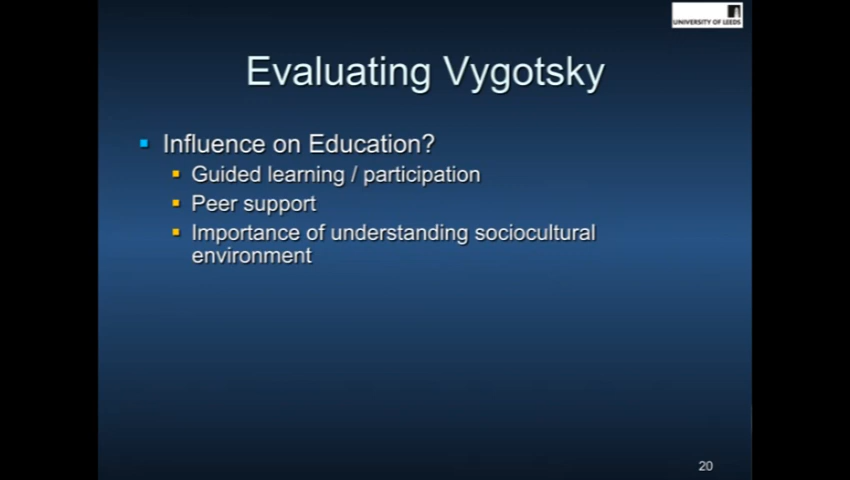 UNIVERSITY OF LEEDS
Evaluating Vygotsky
Influence on Education?
Guided learning / participation
Peer support
Importance of understanding sociocultural
environment
20